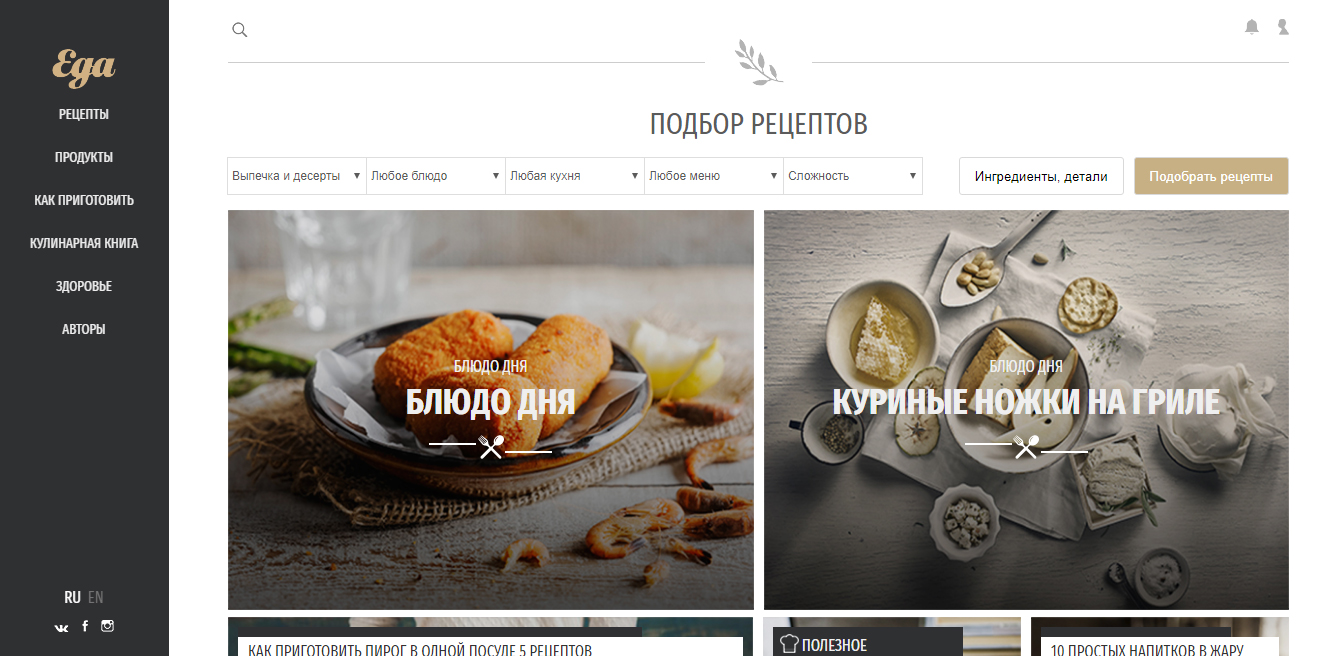 Еда
РЕЦЕПТЫ
ПРОДУКТЫ
КАК ПРИГОТОВИТЬ
КУЛИНАРНАЯ КНИГА
ЗДОРОВЬЕ
АВТОРЫ
RU EN
ПОДБОР РЕЦЕПТОВ
Выпечка и десерты
Любое блюдо
Любая кухня
Любое меню
Сложность
Ингредиенты, детали
Подобрать рецепты
БЛЮДО ДНЯ
БЛЮДО ДНЯ
БЛЮДО ДНЯ
КУРИНЫЕ НОЖКИ НА ГРИЛЕ
КАК ПРИГОТОВИТЬ ПИРОГ В ОДНОЙ ПОСУДЕ 5 РЕЦЕПТОВ
ПОЛЕЗНОЕ
10 ПРОСТЫХ НАПИТКОВ В ЖАРУ